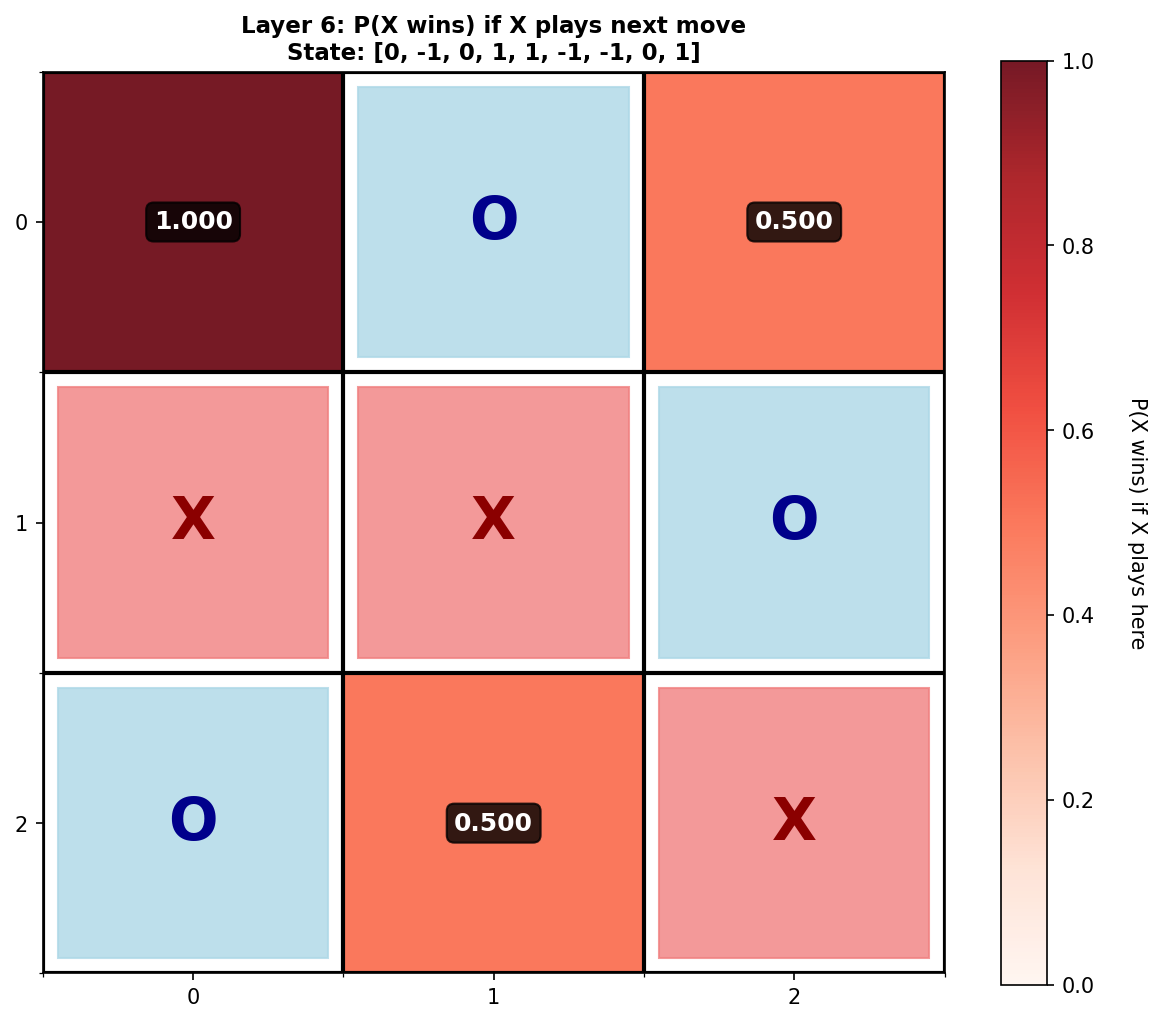 Layer 6: P(X wins) if X plays next move
State: [0, -1, 0, 1, 1, -1, -1, 0, 1]
1.000
O
0.500
X
X
O
O
0.500
X
0
1
2
0
1
2
1.0
0.8
0.6
0.4
0.2
0.0
P(X wins) if X plays here